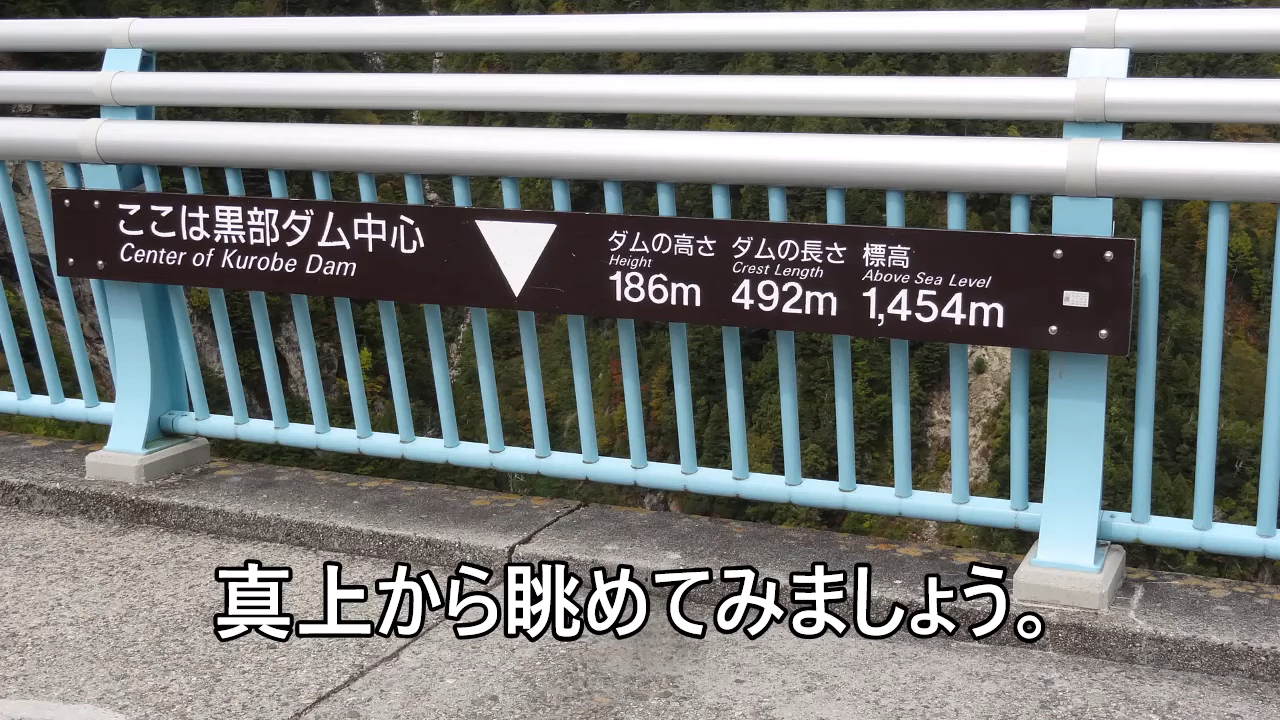 ここは黒部ダム中心
Center of Kurobe Dam
ダムの高さ
Height
186m
ダムの長さ
Crest Length
492m
標高
Above Sea Level
1,454m
真上から眺めてみましょう。